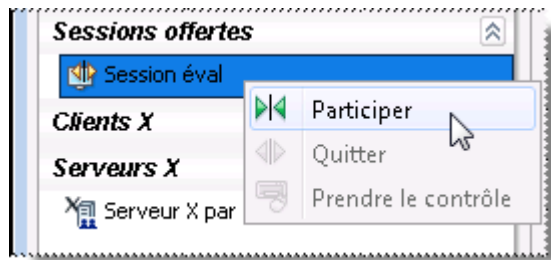 Sessions offertes
Session éval
Participer
Clients X
Quitter
Serveurs X
Prendre le contrôle
Serveur X par